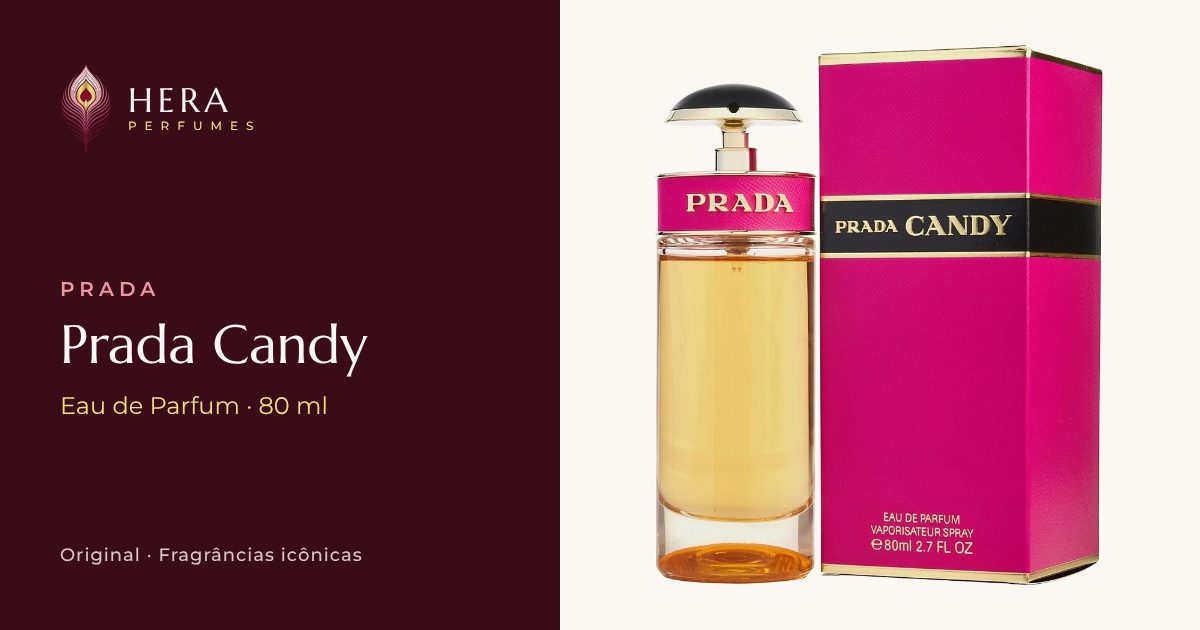 HERA
PERFUMES
PRADA
Prada Candy
Eau de Parfum · 80 ml
Original · Fragrâncias icônicas
PRADA
PRADA CANDY
EAU DE PARFUM
VAPORISATEUR SPRAY
℮80ml 2.7 FL OZ